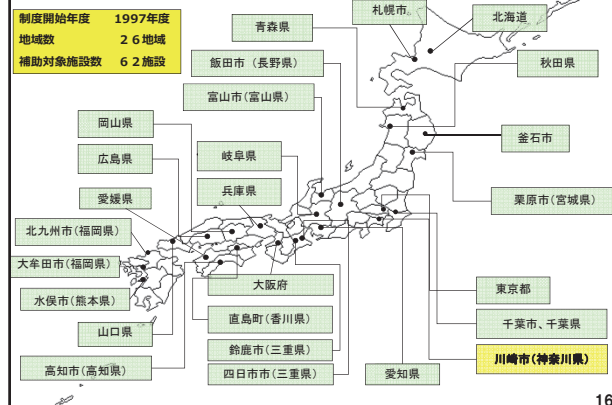 制度開始年度 1997年度
地域数 26地域
補助対象施設数 62施設
札幌市
北海道
青森県
飯田市(長野県)
秋田県
富山市(富山県)
岡山県
釜石市
広島県
岐阜県
愛媛県
兵庫県
栗原市(宮城県)
北九州市(福岡県)
大牟田市(福岡県)
大阪府
東京都
水俣市(熊本県)
直島町(香川県)
千葉市、千葉県
山口県
鈴鹿市(三重県)
川崎市(神奈川県)
高知市(高知県)
四日市市(三重県)
愛知県
16